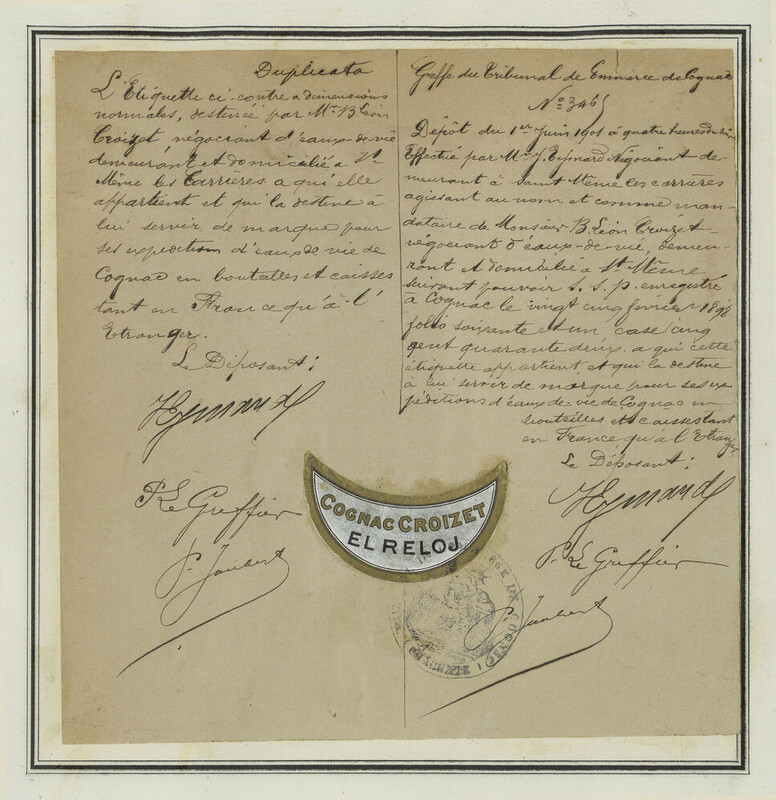 Duplicata
L'Etiquette ci-contre a dimensions
normales, destinée par Mr. B. Léon
Croizet, négociant d'eaux-de-vie
demeurant et domicilié à St
Même les Carrières a qui elle
appartient et qui la destine à
lui servir de marque pour
ses expéditions d'eaux de vie de
Cognac en bouteilles et caisses
tant en France qu'à l'
Etranger.
Le Déposant:
P. Le Greffier
P. Joubert
Greffe du Tribunal de Commerce de Cognac
No 3465
Dépôt du 1er Juin 1901 à quatre heures du
Effectué par Mr. J. Eymard Négociant de-
meurant à Saint Même les carrières
agissant au nom et comme man-
dataire de Monsieur B. Léon Croizet
négociant d'eaux-de-vie, demeu-
rant et domicilié à St. Même
suivant pouvoir s. s. p. enregistré
à Cognac le vingt cinq février 1898
folio soixante et un case cinq
cent quarante deux, a qui cette
étiquette appartient et qui la destine
à lui servir de marque pour ses ex
péditions d'eaux-de-vie de Cognac en
bouteilles et caisses tant
en France, qu'à l'Etranger
Le Déposant:
P. Le Greffier
P. Joubert
COGNAC CROIZET
EL RELOJ